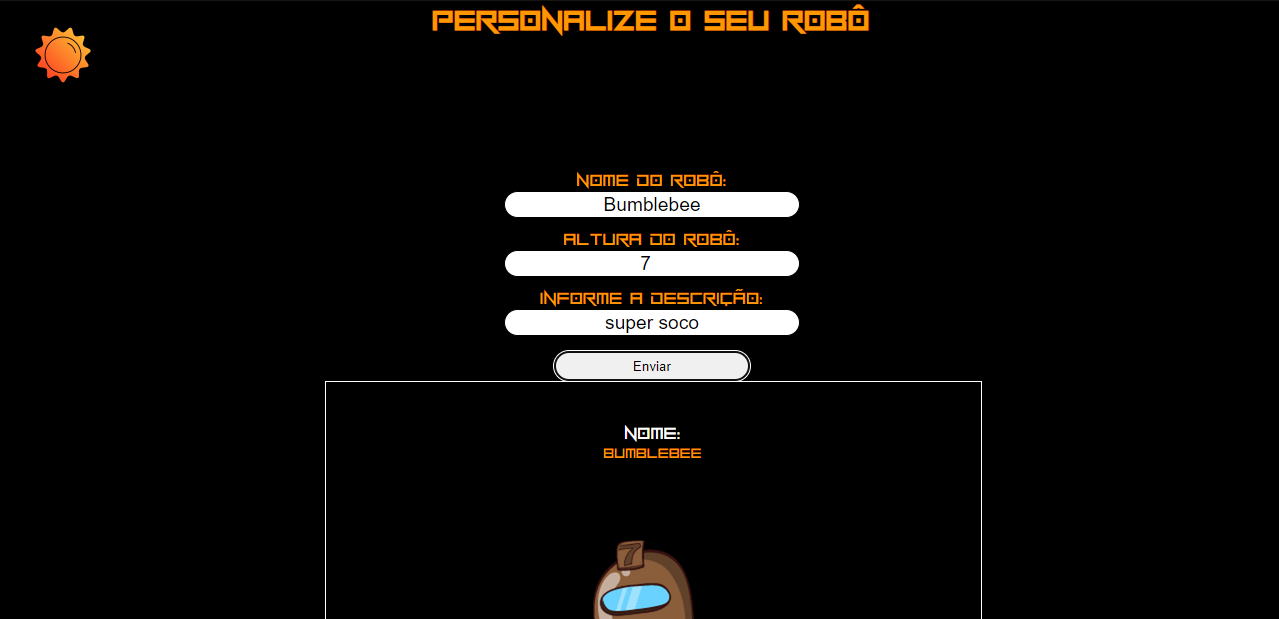 PERSONALIZE O SEU ROBÔ
NOME DO ROBÔ:
Bumblebee
ALTURA DO ROBÔ:
7
INFORME A DESCRIÇÃO:
super soco
Enviar
NOME:
BUMBLEBEE
7